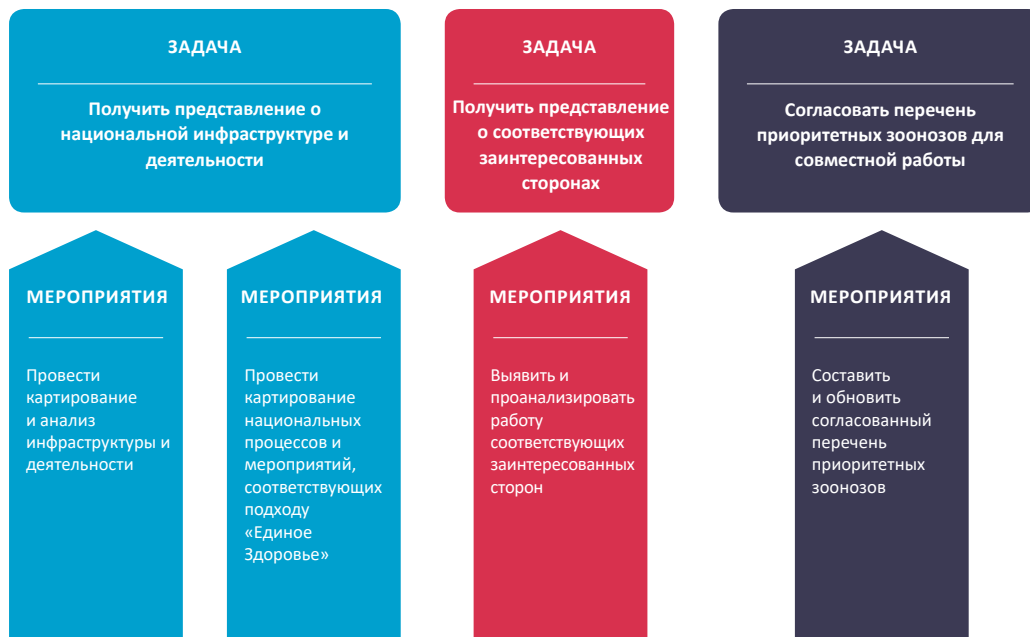 ЗАДАЧА
Получить представление о
национальной инфраструктуре и
деятельности
ЗАДАЧА
Получить представление
о соответствующих
заинтересованных
сторонах
ЗАДАЧА
Согласовать перечень
приоритетных зоонозов для
совместной работы
МЕРОПРИЯТИЯ
Провести
картирование
и анализ
инфраструктуры и
деятельности
МЕРОПРИЯТИЯ
Провести
картирование
национальных
процессов и
мероприятий,
соответствующих
подходу
«Единое
Здоровье»
МЕРОПРИЯТИЯ
Выявить и
проанализировать
работу
соответствующих
заинтересованных
сторон
МЕРОПРИЯТИЯ
Составить
и обновить
согласованный
перечень
приоритетных
зоонозов